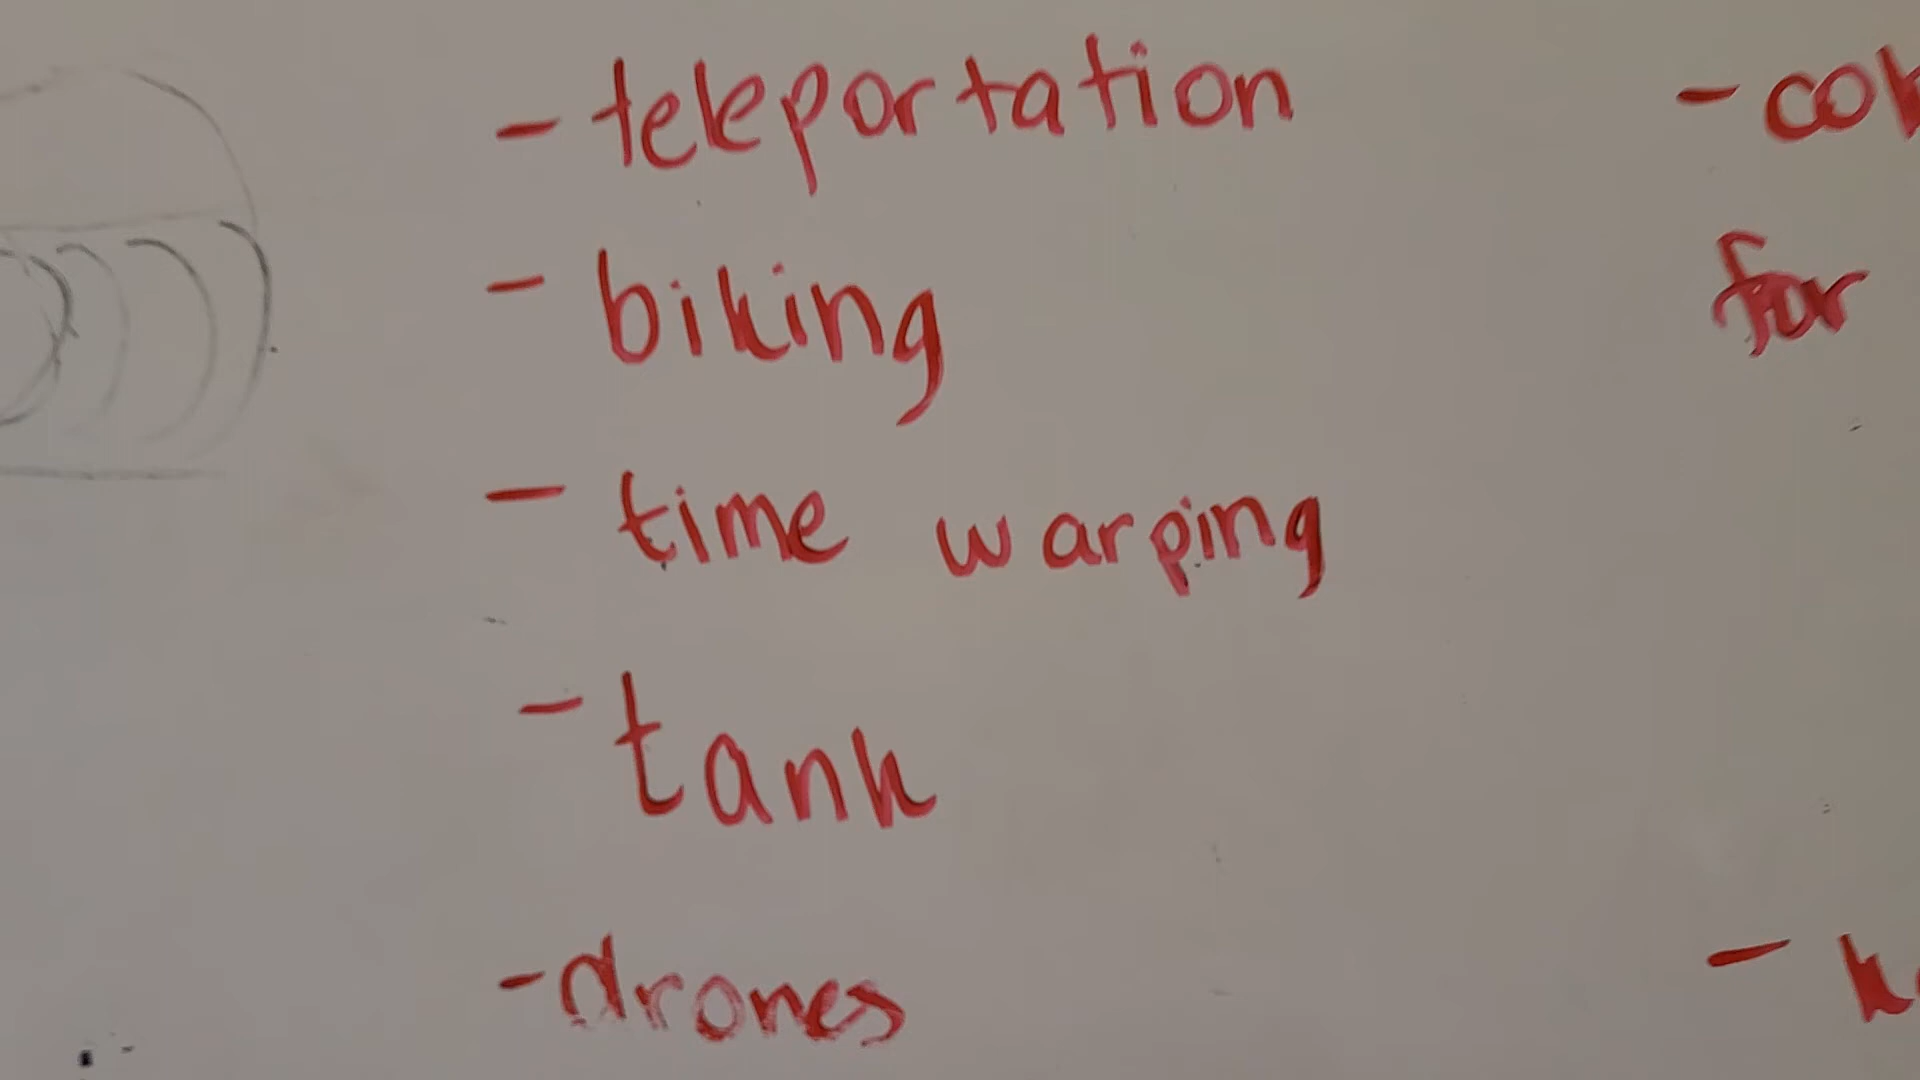 - teleportation
- biking
- time warping
- tank
- drones
for